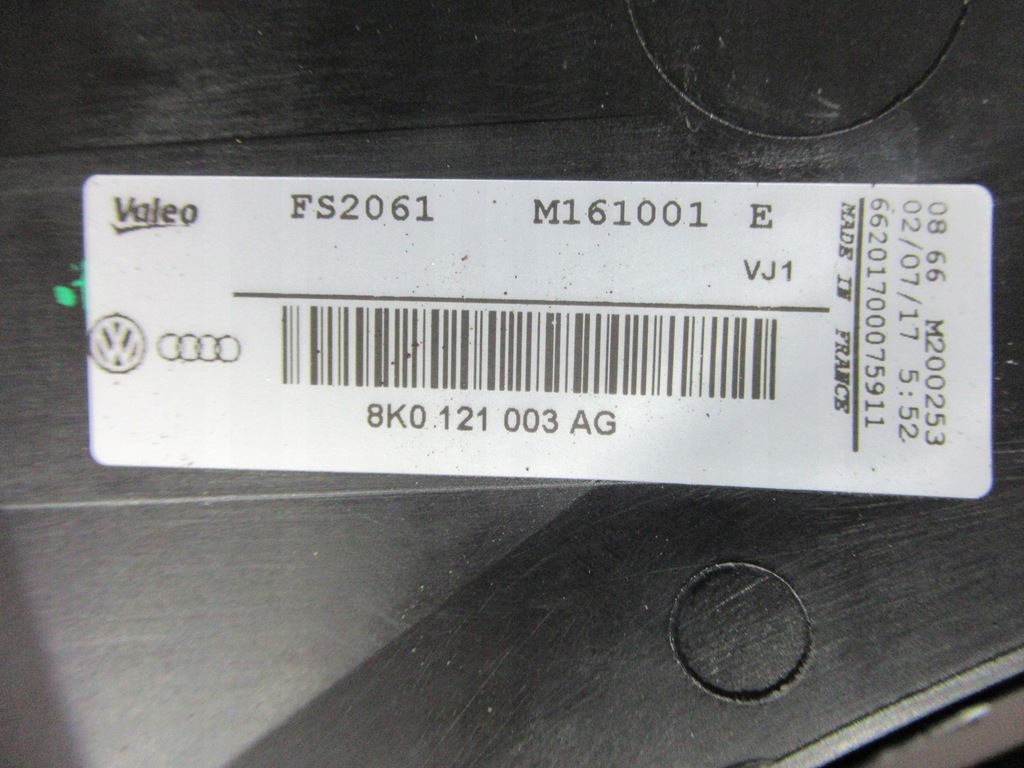 Valeo
FS2061 M161001 E
VJ1
8K0 121 003 AG
08 66 M200253
02/07/17 5:52
66201700075911
MADE IN FRANCE